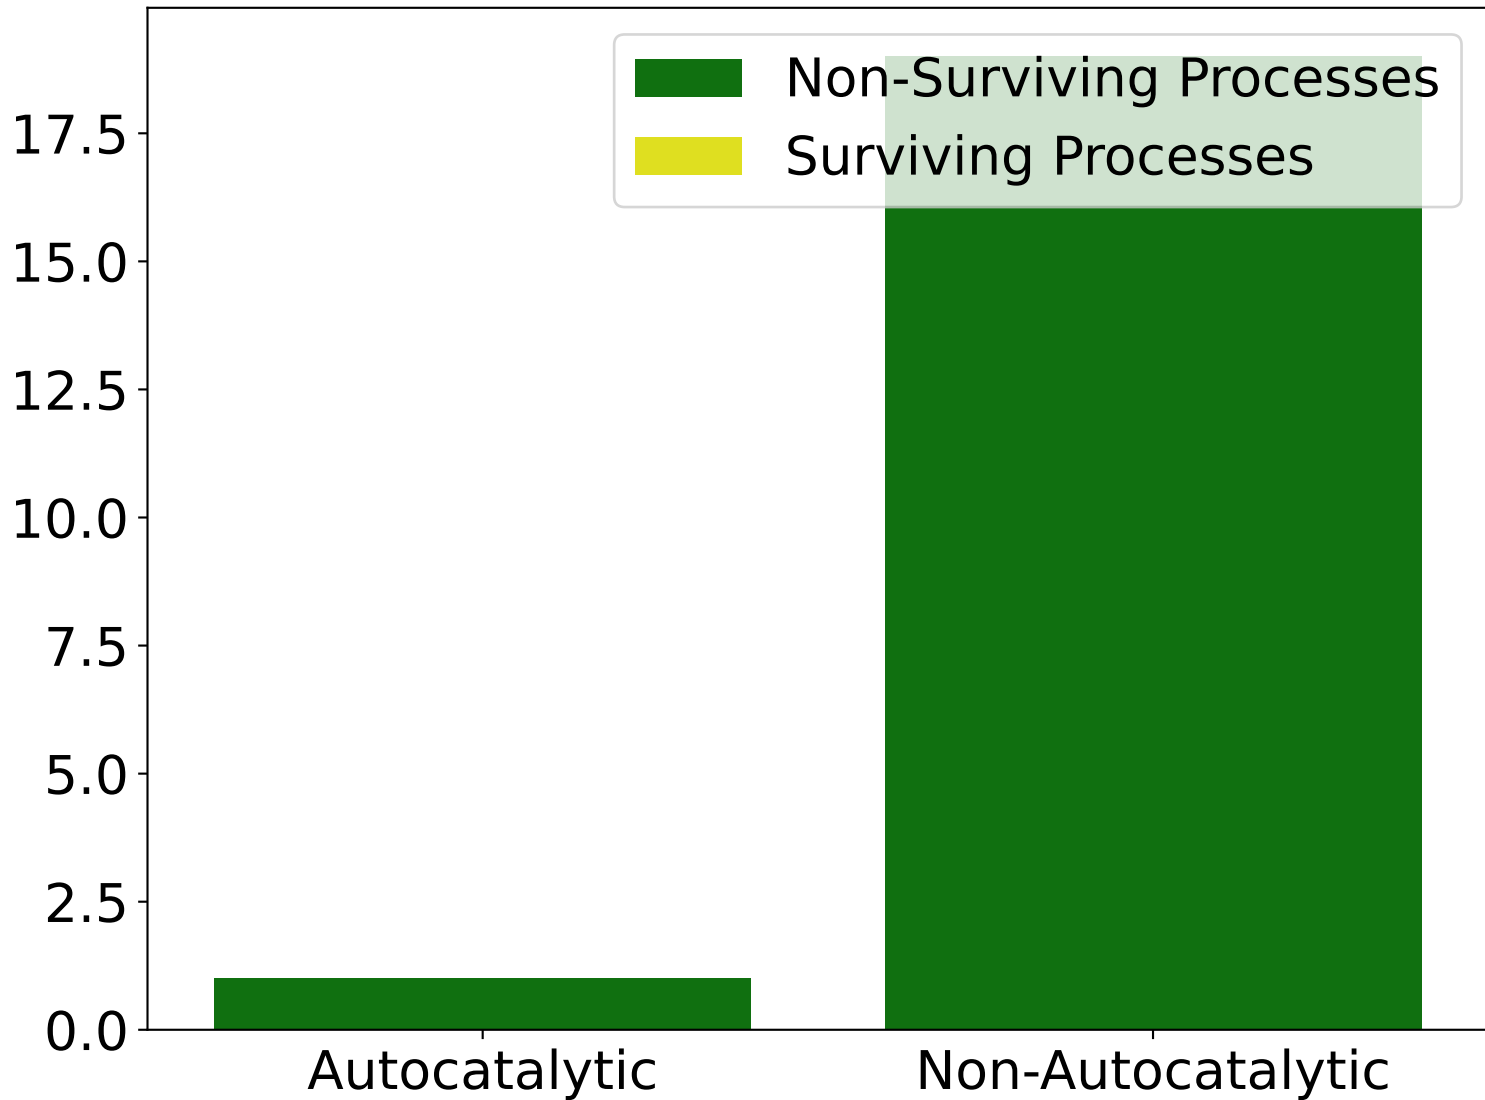 Non-Surviving Processes
Surviving Processes
17.5
15.0
12.5
10.0
7.5
5.0
2.5
0.0
Autocatalytic
Non-Autocatalytic